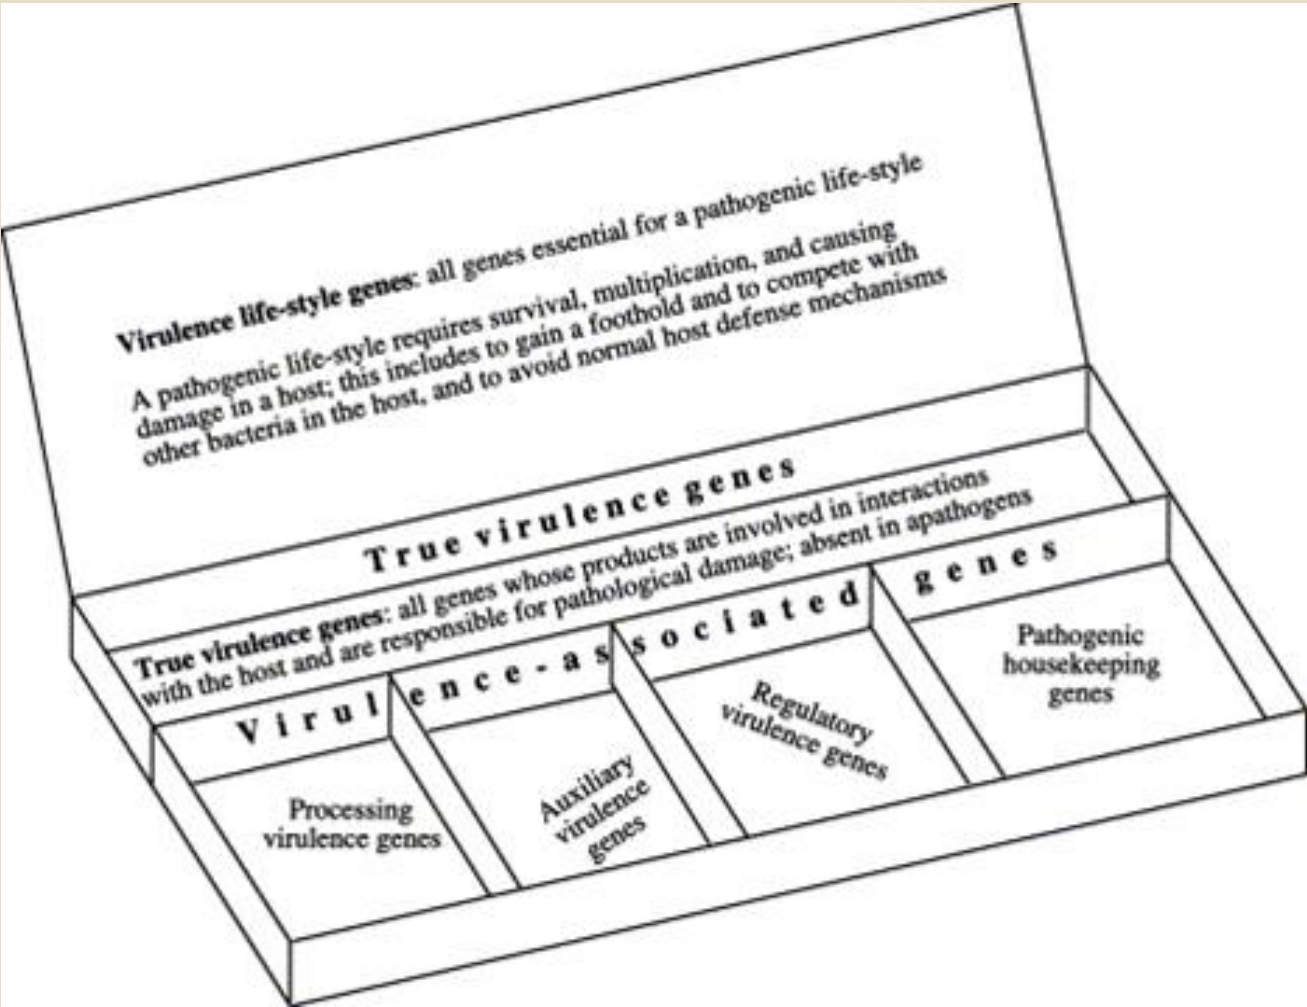 Virulence life-style genes: all genes essential for a pathogenic life-style
A pathogenic life-style requires survival, multiplication, and causing
damage in a host; this includes to gain a foothold and to compete with
other bacteria in the host, and to avoid normal host defense mechanisms
True virulence genes
True virulence genes: all genes whose products are involved in interactions
with the host and are responsible for pathological damage; absent in apathogens
Virulence-associated genes
Processing
virulence genes
Auxiliary
virulence
genes
Regulatory
virulence genes
Pathogenic
housekeeping
genes